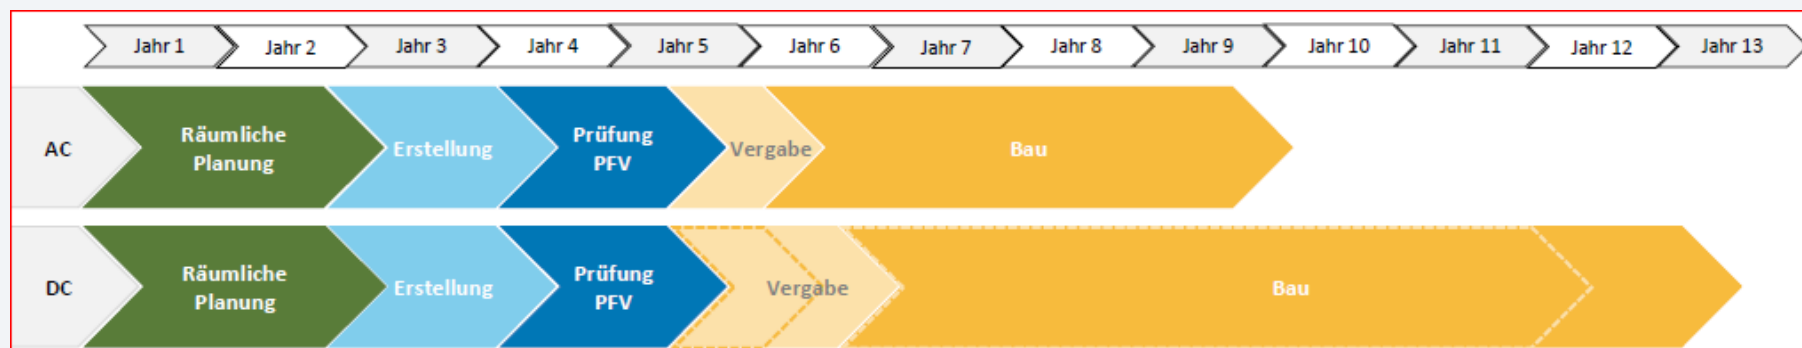 Jahr 1 Jahr 2 Jahr 3 Jahr 4 Jahr 5 Jahr 6 Jahr 7 Jahr 8 Jahr 9 Jahr 10 Jahr 11 Jahr 12 Jahr 13
AC
Räumliche
Planung
Erstellung
Prüfung
PFV
Vergabe
Bau
DC
Räumliche
Planung
Erstellung
Prüfung
PFV
Vergabe
Bau